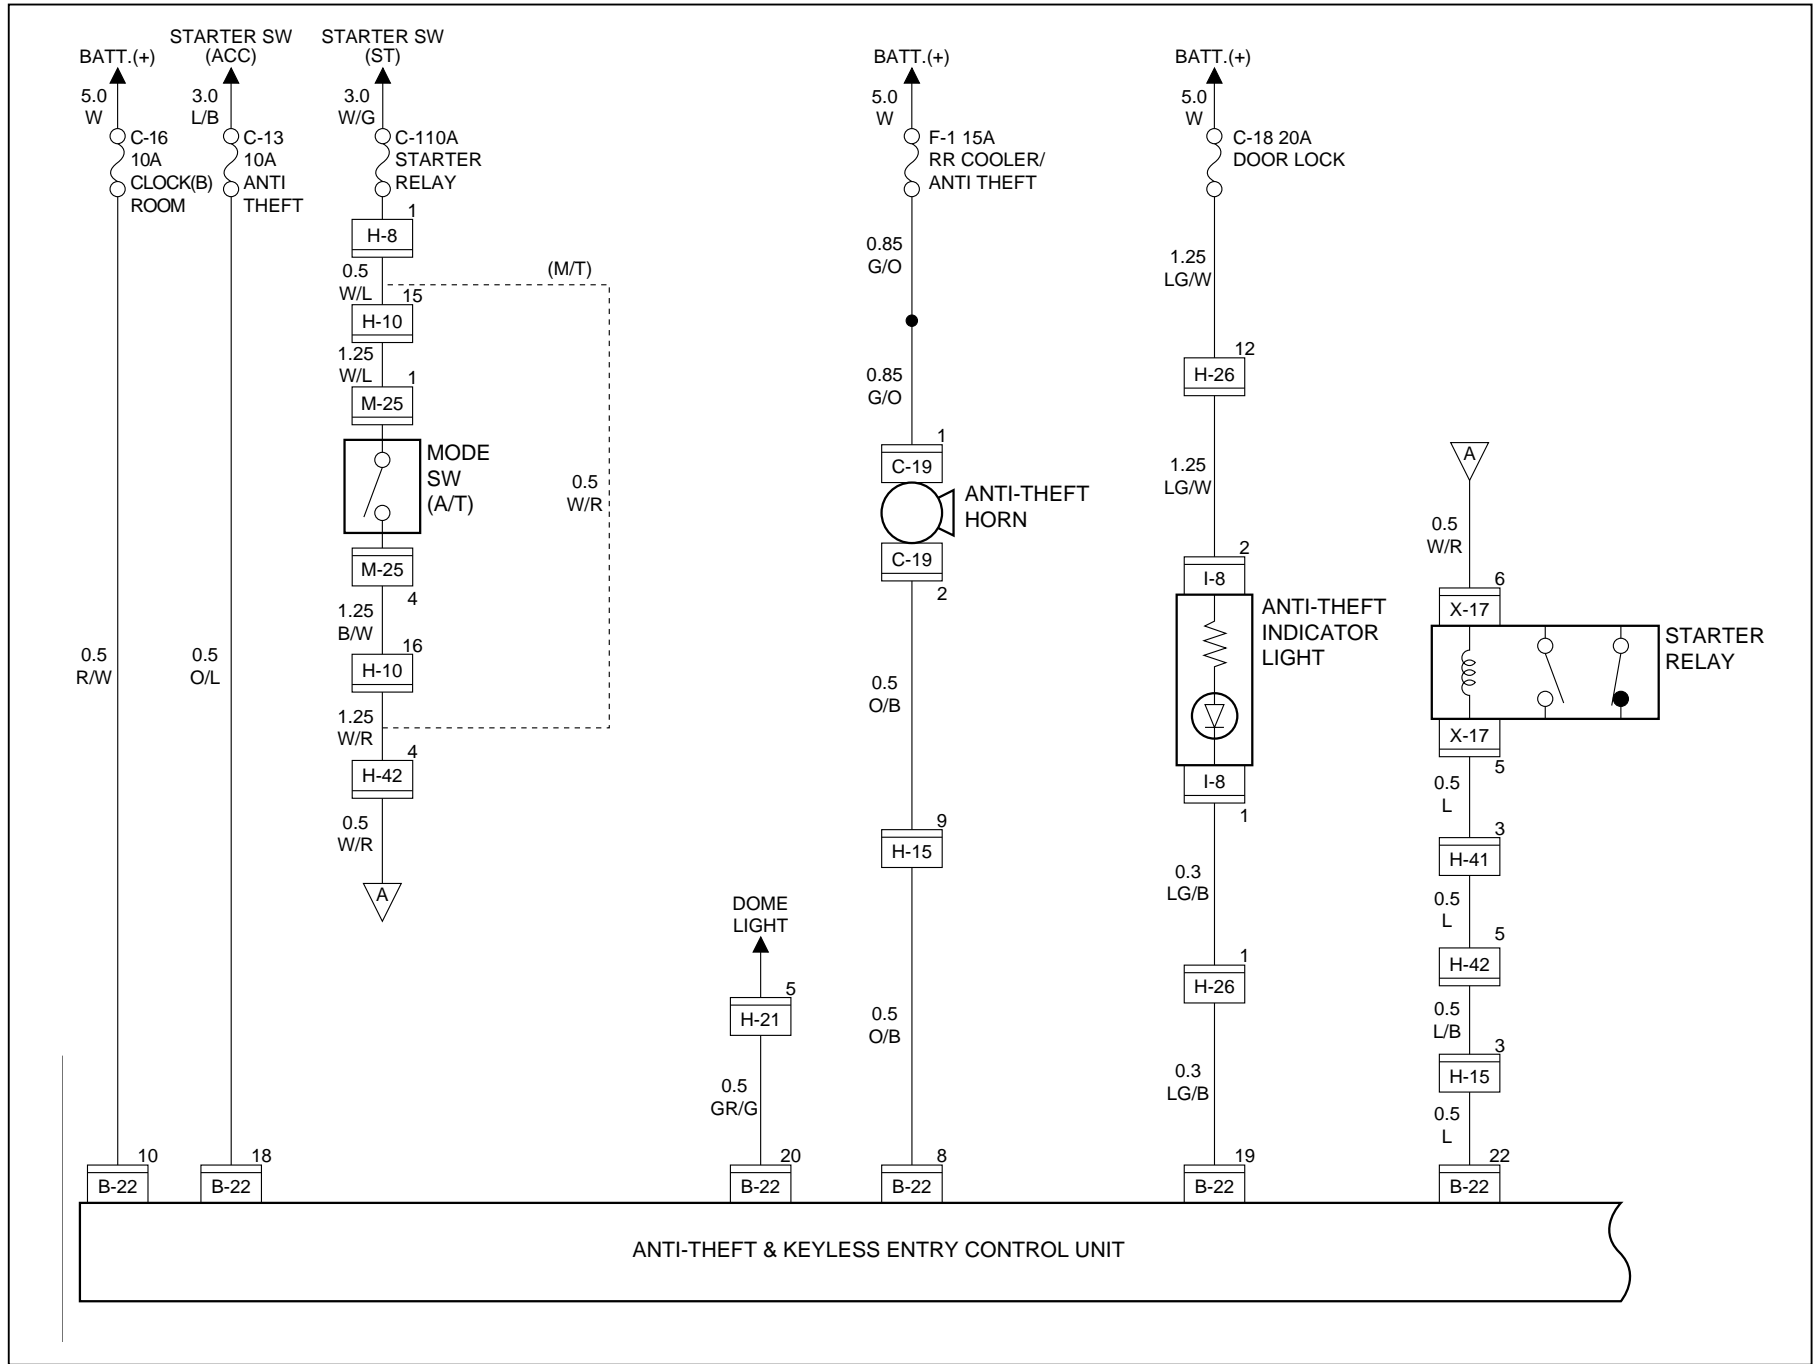 STARTER SW
(ACC)
STARTER SW
(ST)
BATT.(+)
BATT.(+)
BATT.(+)
5.0
W
3.0
L/B
3.0
W/G
5.0
W
5.0
W
C-16
10A
CLOCK(B)
ROOM
C-13
10A
ANTI
THEFT
C-110A
STARTER
RELAY
F-1 15A
RR COOLER/
ANTI THEFT
C-18 20A
DOOR LOCK
1
H-8
0.5
W/L
(M/T)
15
H-10
1.25
W/L
1
M-25
MODE
SW
(A/T)
0.5
W/R
M-25
4
1.25
B/W
16
H-10
1.25
W/R
4
H-42
0.5
W/R
A
0.5
R/W
0.5
O/L
0.85
G/O
0.85
G/O
1
C-19
ANTI-THEFT
HORN
C-19
2
0.5
O/B
9
H-15
0.5
O/B
DOME
LIGHT
5
H-21
0.5
GR/G
1.25
LG/W
12
H-26
1.25
LG/W
2
I-8
ANTI-THEFT
INDICATOR
LIGHT
I-8
1
0.3
LG/B
1
H-26
0.3
LG/B
A
0.5
W/R
6
X-17
STARTER
RELAY
X-17
5
0.5
L
3
H-41
0.5
L
5
H-42
0.5
L/B
3
H-15
0.5
L
10
B-22
18
B-22
20
B-22
8
B-22
19
B-22
22
B-22
ANTI-THEFT & KEYLESS ENTRY CONTROL UNIT